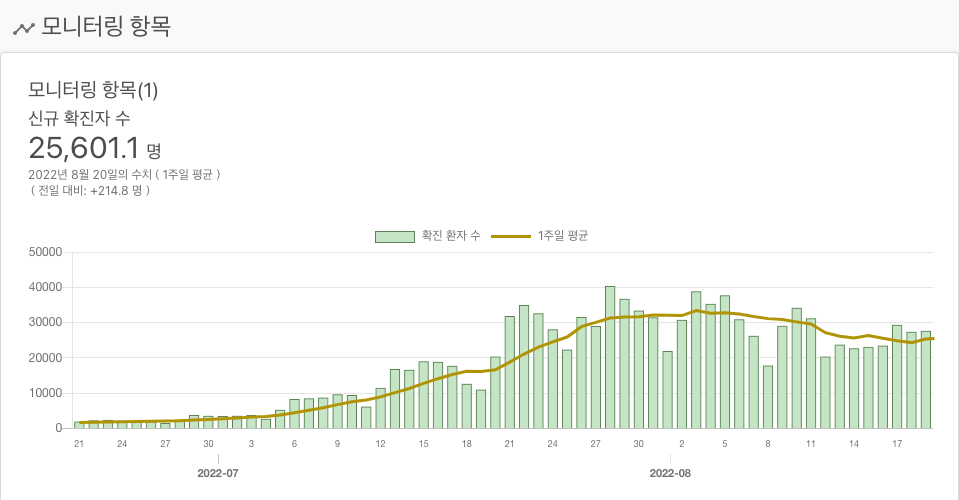 모니터링 항목
모니터링 항목(1)
신규 확진자 수
25,601.1 명
2022년 8월 20일의 수치 ( 1주일 평균 )
( 전일 대비: +214.8 명 )
확진 환자 수 1주일 평균
50000
40000
30000
20000
10000
0
21 24 27 30 3 6 9 12 15 18 21 24 27 30 2 5 8 11 14 17
2022-07 2022-08